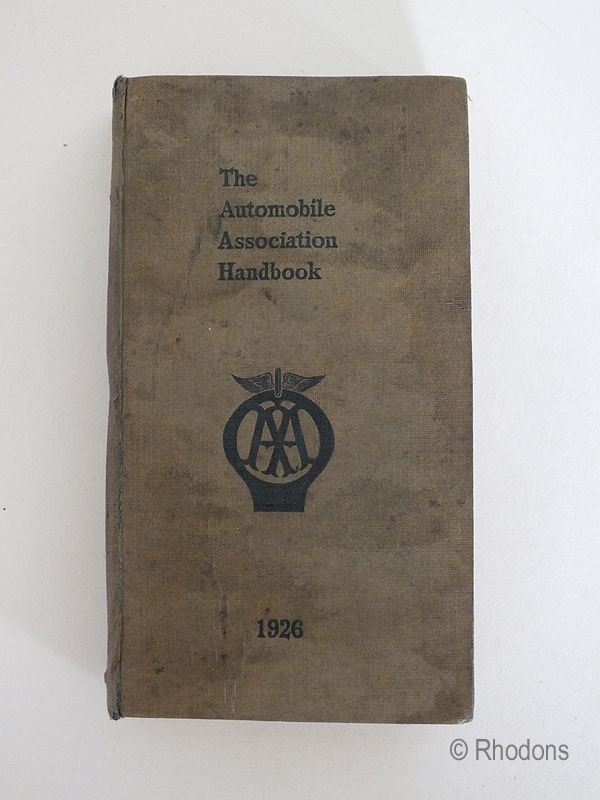 The
Automobile
Association
Handbook
AA
1926
© Rhodons